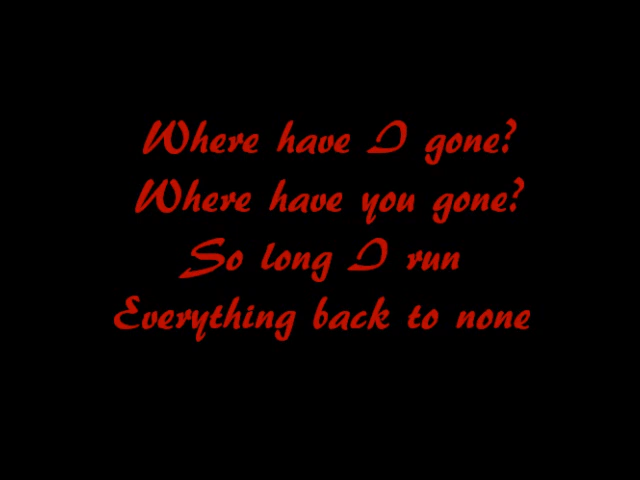 Where have I gone?
Where have you gone?
So long I run
Everything back to none